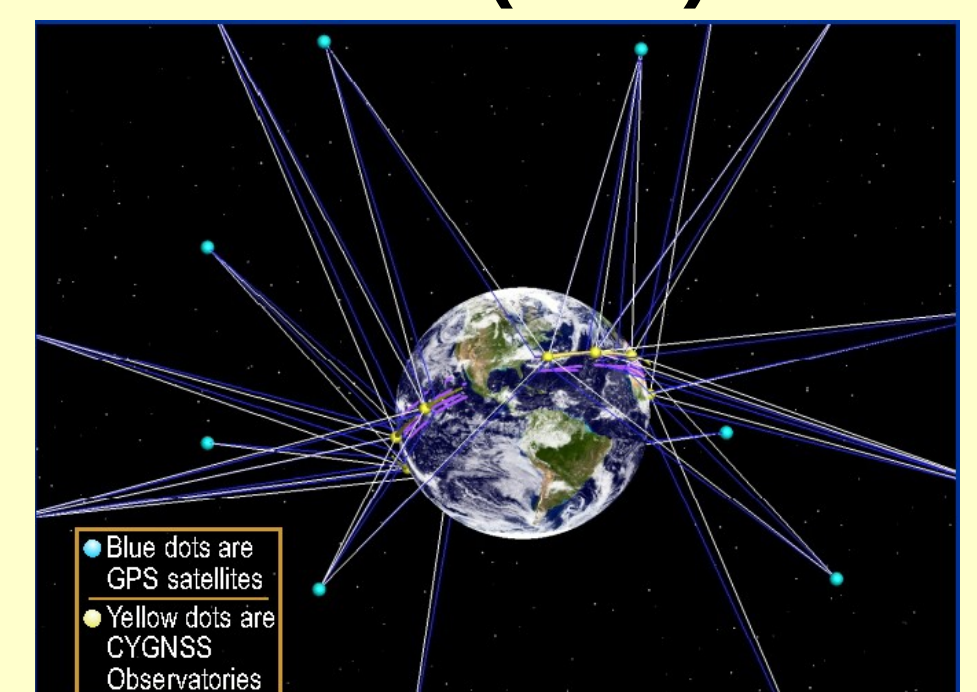 Blue dots are
GPS satellites
Yellow dots are
CYGNSS
Observatories